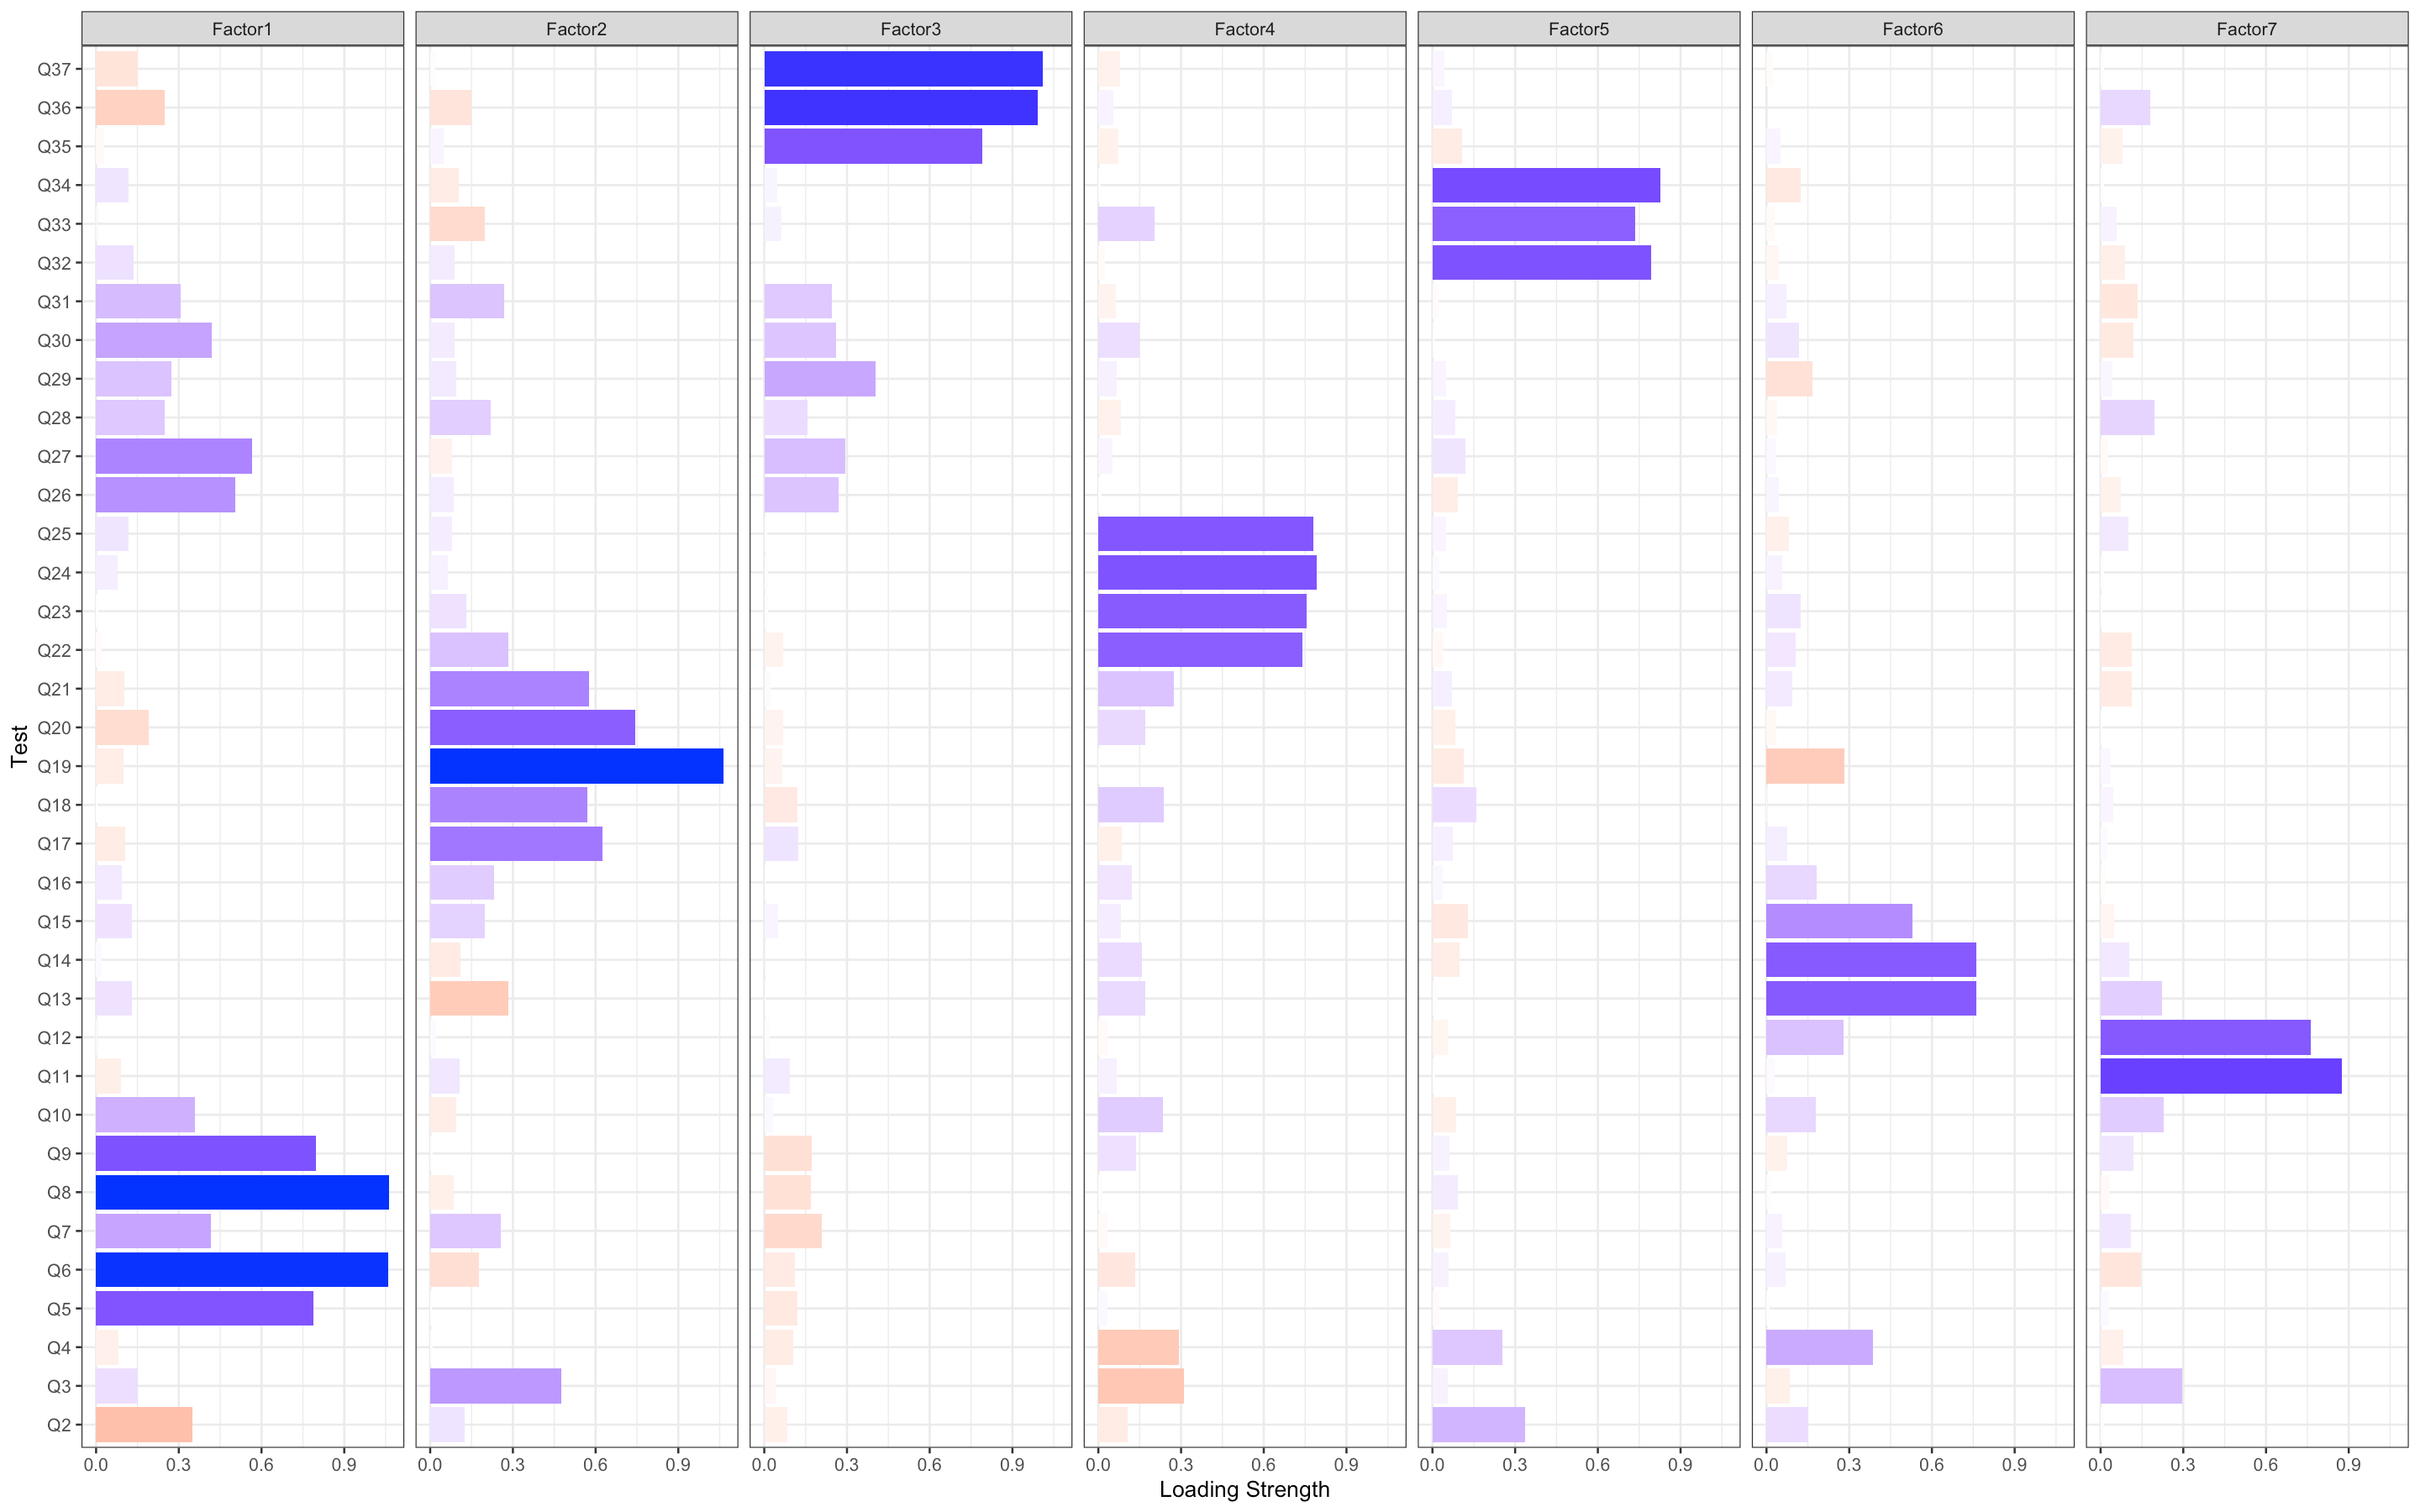 Factor1 Factor2 Factor3 Factor4 Factor5 Factor6 Factor7
Q37
Q36
Q35
Q34
Q33
Q32
Q31
Q30
Q29
Q28
Q27
Q26
Q25
Q24
Q23
Q22
Q21
Q20
Q19
Q18
Q17
Q16
Q15
Q14
Q13
Q12
Q11
Q10
Q9
Q8
Q7
Q6
Q5
Q4
Q3
Q2
Test
0.0 0.3 0.6 0.9 0.0 0.3 0.6 0.9 0.0 0.3 0.6 0.9 0.0 0.3 0.6 0.9 0.0 0.3 0.6 0.9 0.0 0.3 0.6 0.9 0.0 0.3 0.6 0.9
Loading Strength